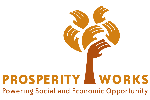 PROSPERITY WORKS
Powering Social and Economic Opportunity